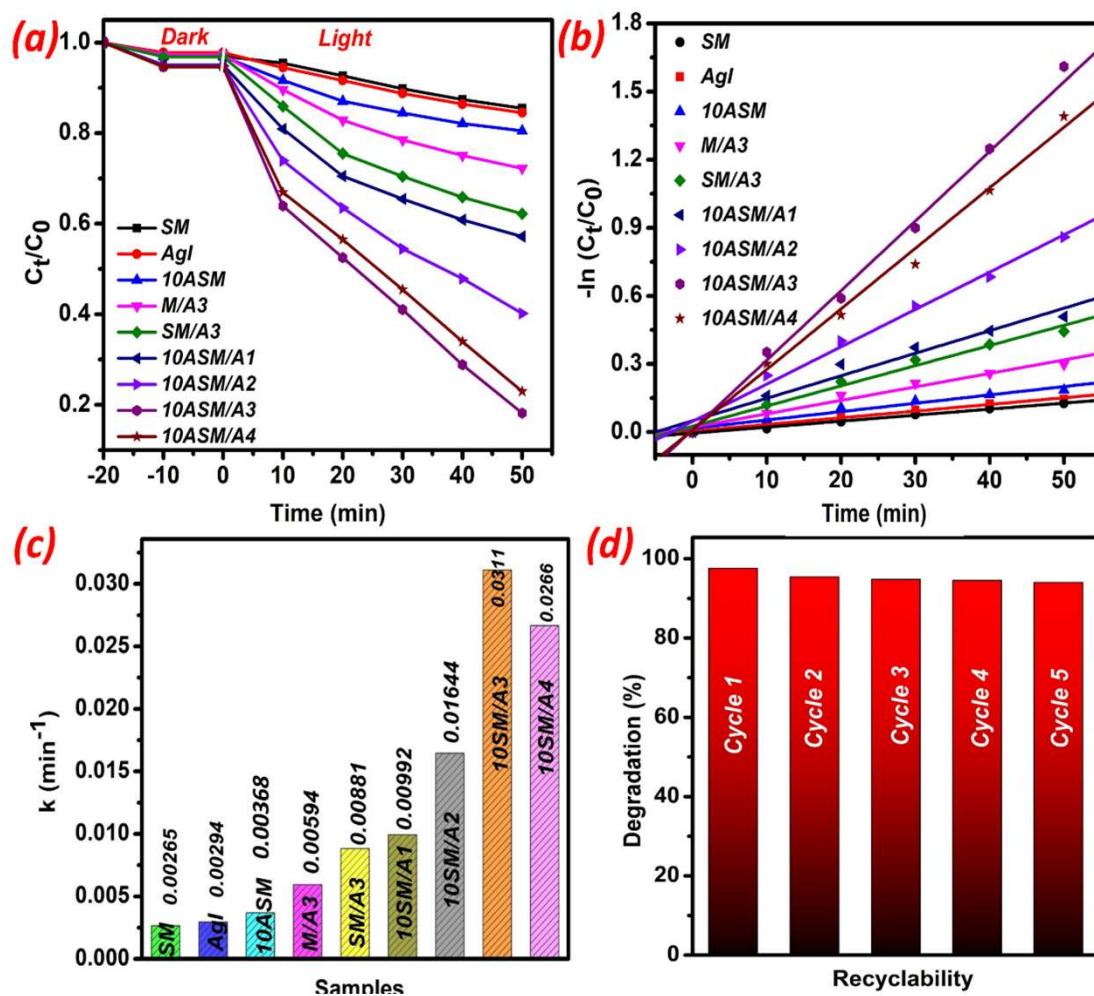 (a)
Dark
Light
1.0
0.8
0.6
0.4
0.2
Ct/C0
SM
AgI
10ASM
M/A3
SM/A3
10ASM/A1
10ASM/A2
10ASM/A3
10ASM/A4
-20 -10 0 10 20 30 40 50
Time (min)
(b)
-1.8
1.5
1.2
0.9
0.6
0.3
0.0
-ln (Ct/C0)
SM
AgI
10ASM
M/A3
SM/A3
10ASM/A1
10ASM/A2
10ASM/A3
10ASM/A4
0 10 20 30 40 50
Time (min)
(c)
0.030
0.025
0.020
0.015
0.010
0.005
0.000
k (min⁻¹)
SM 0.00265
AgI 0.00294
10ASM 0.00368
M/A3 0.00594
SM/A3 0.00881
10SM/A1 0.00992
10SM/A2 0.01644
10SM/A3 0.0311
10SM/A4 0.0266
Samples
(d)
100
80
60
40
20
0
Degradation (%)
Cycle 1
Cycle 2
Cycle 3
Cycle 4
Cycle 5
Recyclability